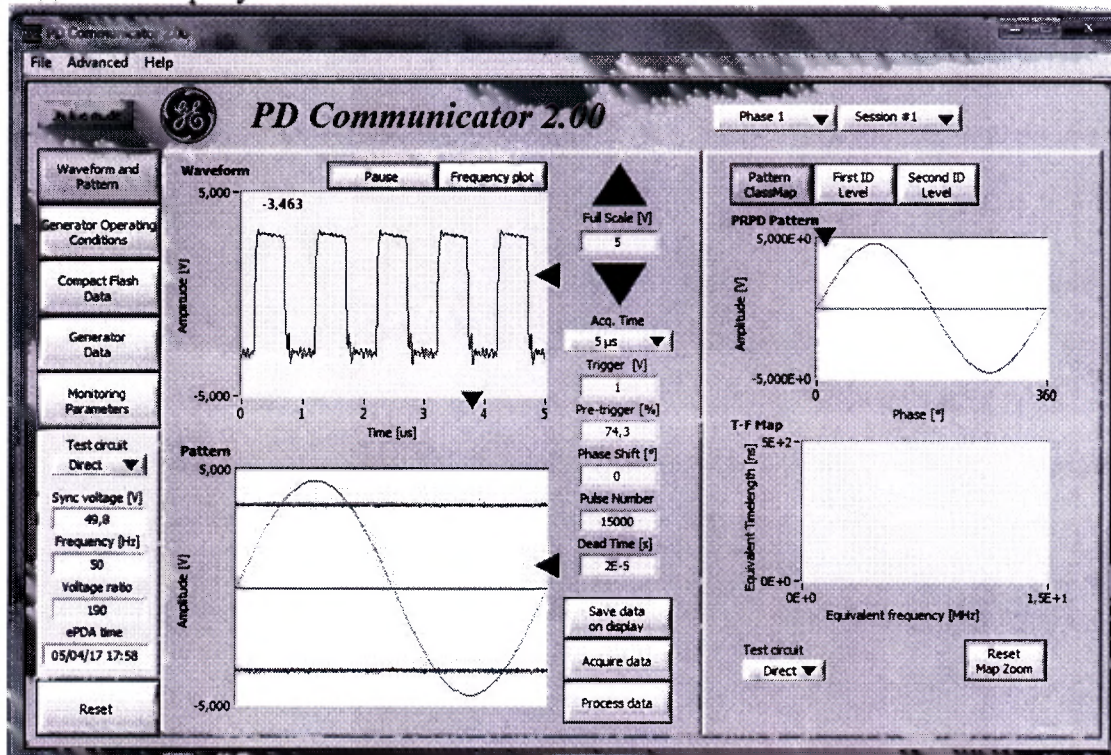 PD Communicator 2.00
File Advanced Help
PD Communicator 2.00
Phase 1
Session #1
Waveform and
Pattern
Generator Operating
Conditions
Compact Flash
Data
Generator
Data
Monitoring
Parameters
Test circuit
Direct
Sync voltage [V]
49,8
Frequency [Hz]
50
Voltage ratio
190
ePDA time
05/04/17 17:58
Reset
Waveform
Pause
Frequency plot
5,000
-3,463
Amplitude [V]
-5,000
0 1 2 3 4 5
Time [us]
Pattern
5,000
Amplitude [V]
-5,000
Full Scale [V]
5
Acq. Time
5 µs
Trigger [V]
1
Pre-trigger [%]
74,3
Phase Shift [°]
0
Pulse Number
15000
Dead Time [s]
2E-5
Save data
on display
Acquire data
Process data
Pattern
ClassMap
First ID
Level
Second ID
Level
PRPD Pattern
5,000E+0
Amplitude [V]
-5,000E+0
0 360
Phase [°]
T-F Map
5E+2
Equivalent Timelength [ns]
0E+0
0E+0 1,5E+1
Equivalent frequency [MHz]
Test circuit
Direct
Reset
Map Zoom